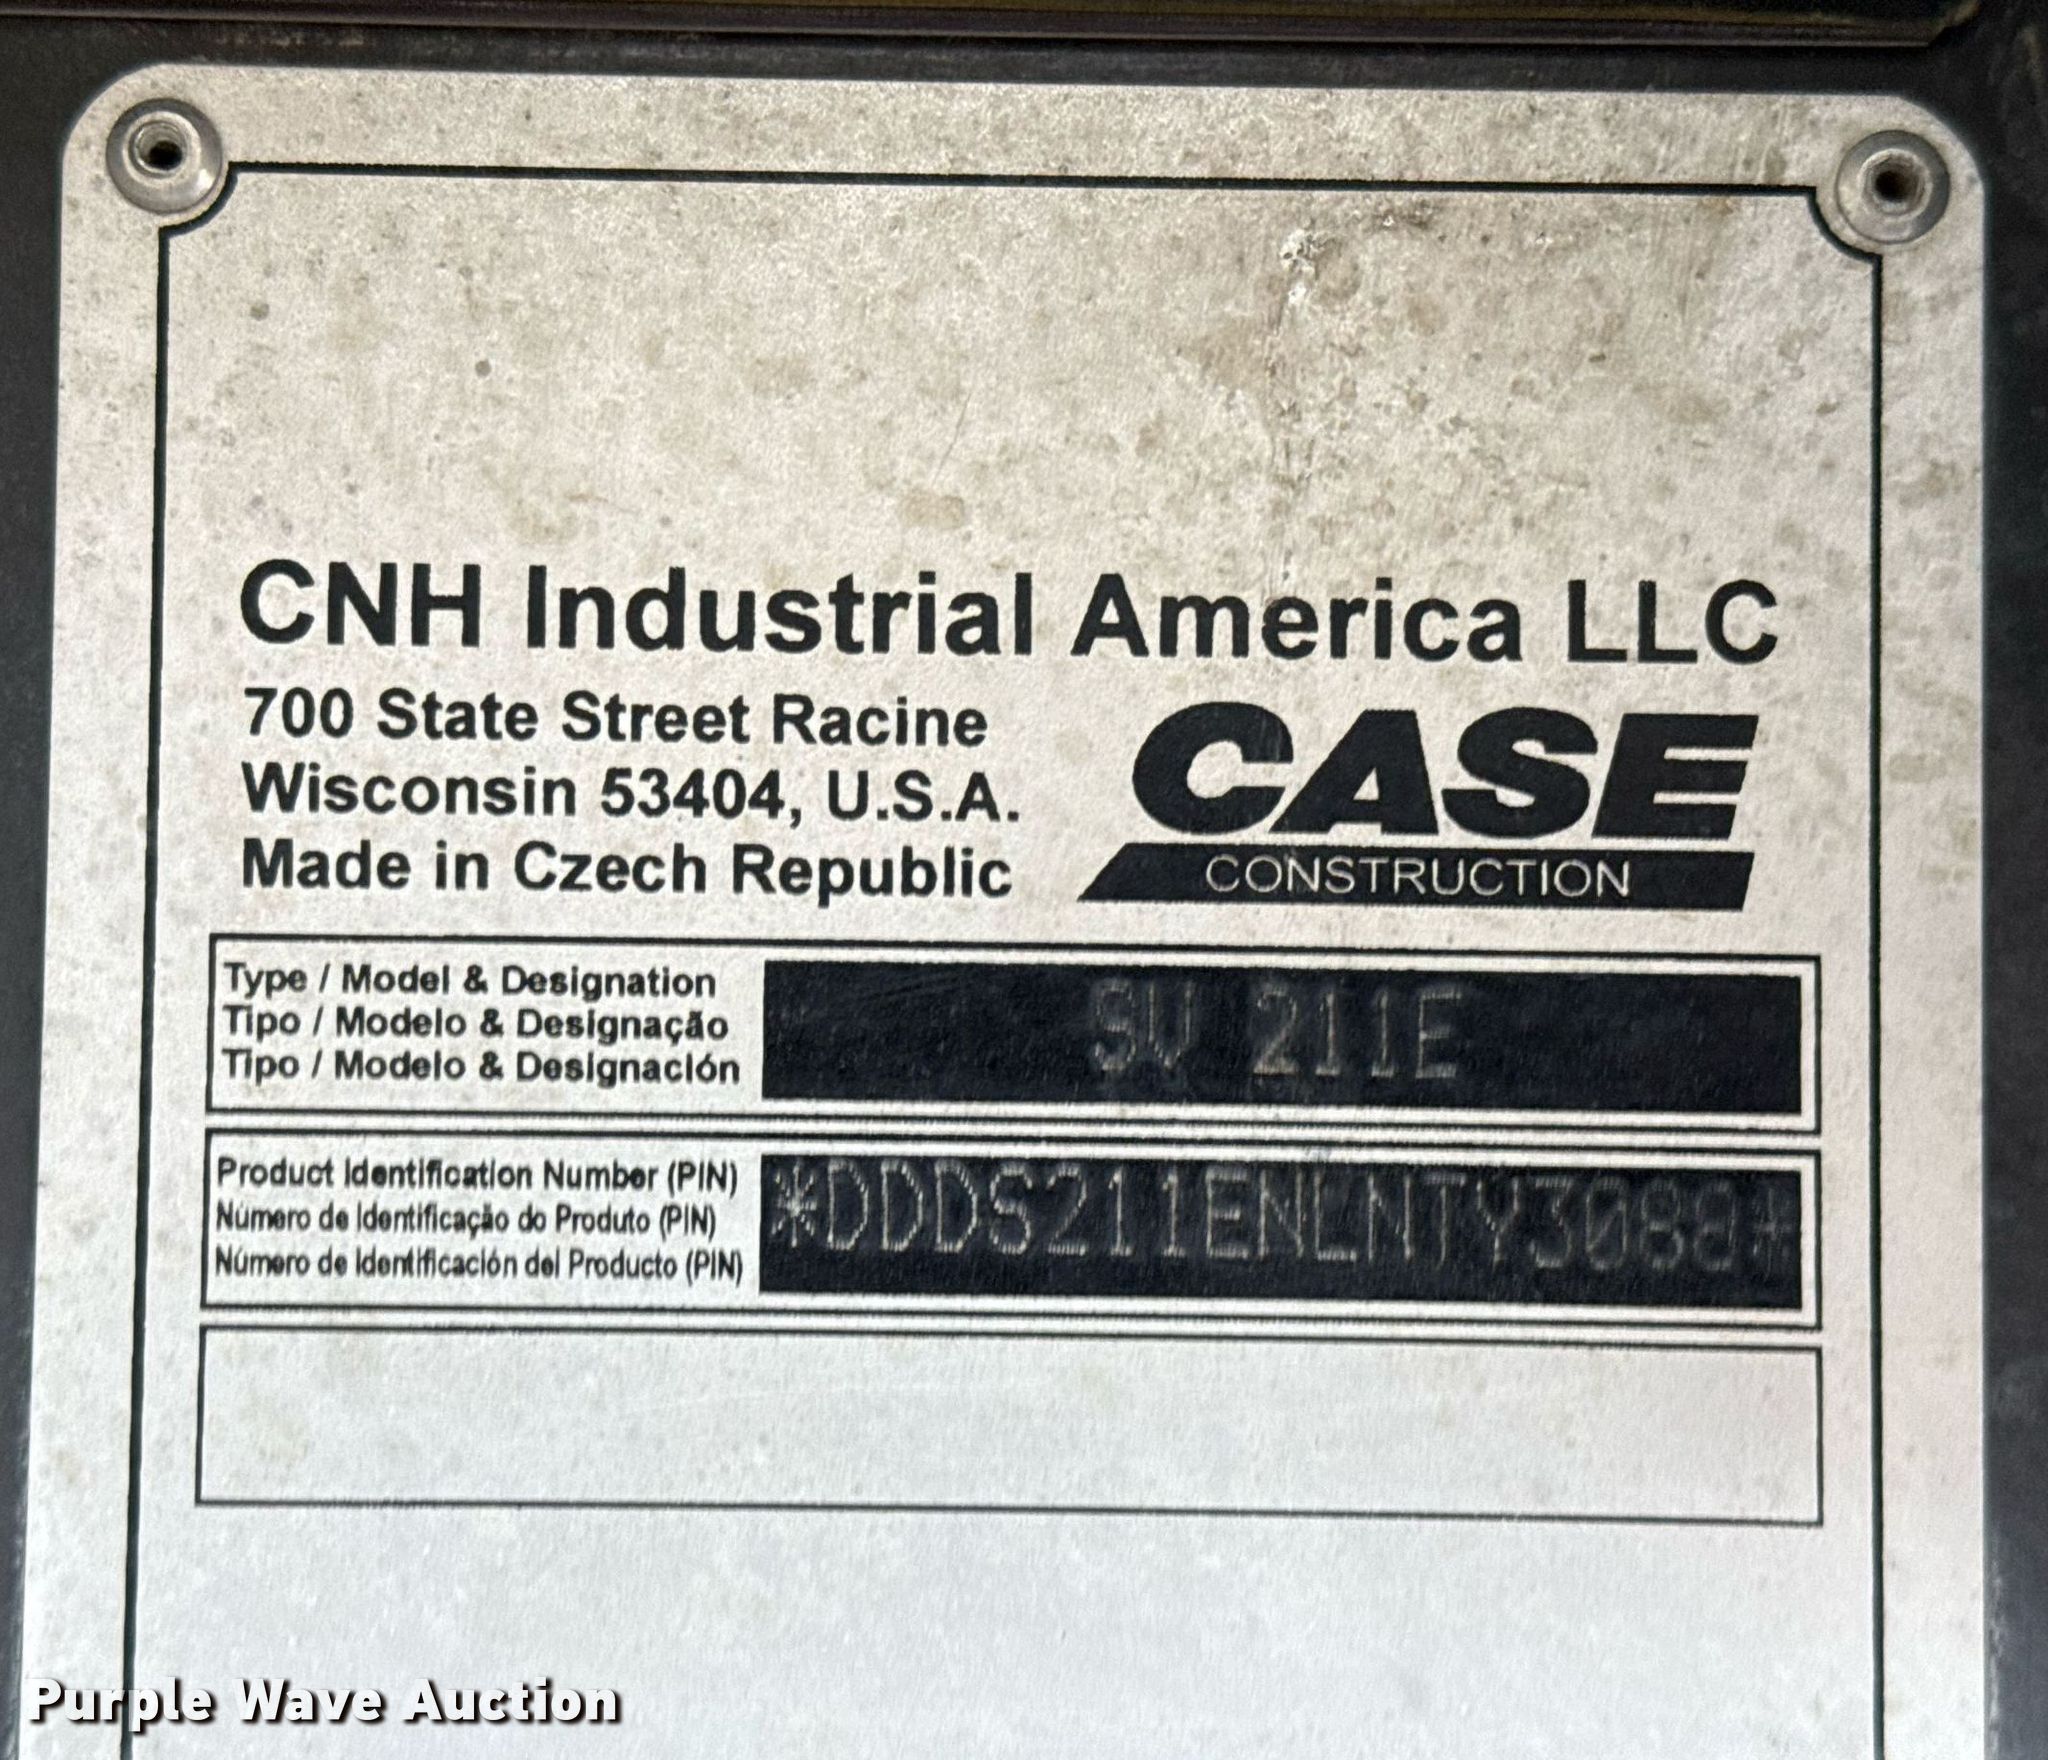 CNH Industrial America LLC
700 State Street Racine
Wisconsin 53404, U.S.A.
Made in Czech Republic
CASE
CONSTRUCTION
Type / Model & Designation
Tipo / Modelo & Designação
Tipo / Modelo & Designación
SV 211E
Product Identification Number (PIN)
Número de Identificação do Produto (PIN)
Número de Identificación del Producto (PIN)
Purple Wave Auction